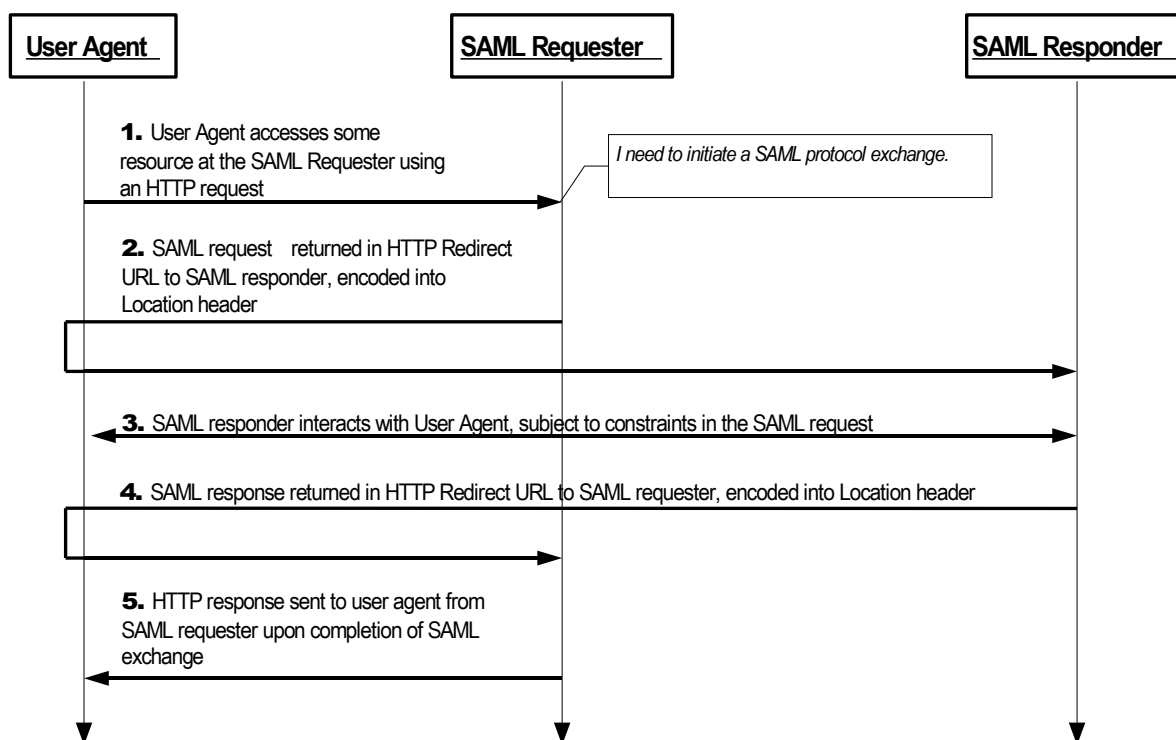 User Agent
SAML Requester
SAML Responder
1. User Agent accesses some
resource at the SAML Requester using
an HTTP request
I need to initiate a SAML protocol exchange.
2. SAML request returned in HTTP Redirect
URL to SAML responder, encoded into
Location header
3. SAML responder interacts with User Agent, subject to constraints in the SAML request
4. SAML response returned in HTTP Redirect URL to SAML requester, encoded into Location header
5. HTTP response sent to user agent from
SAML requester upon completion of SAML
exchange